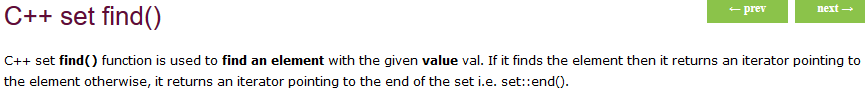 C++ set find()
← prev
next →
C++ set find() function is used to find an element with the given value val. If it finds the element then it returns an iterator pointing to
the element otherwise, it returns an iterator pointing to the end of the set i.e. set::end().